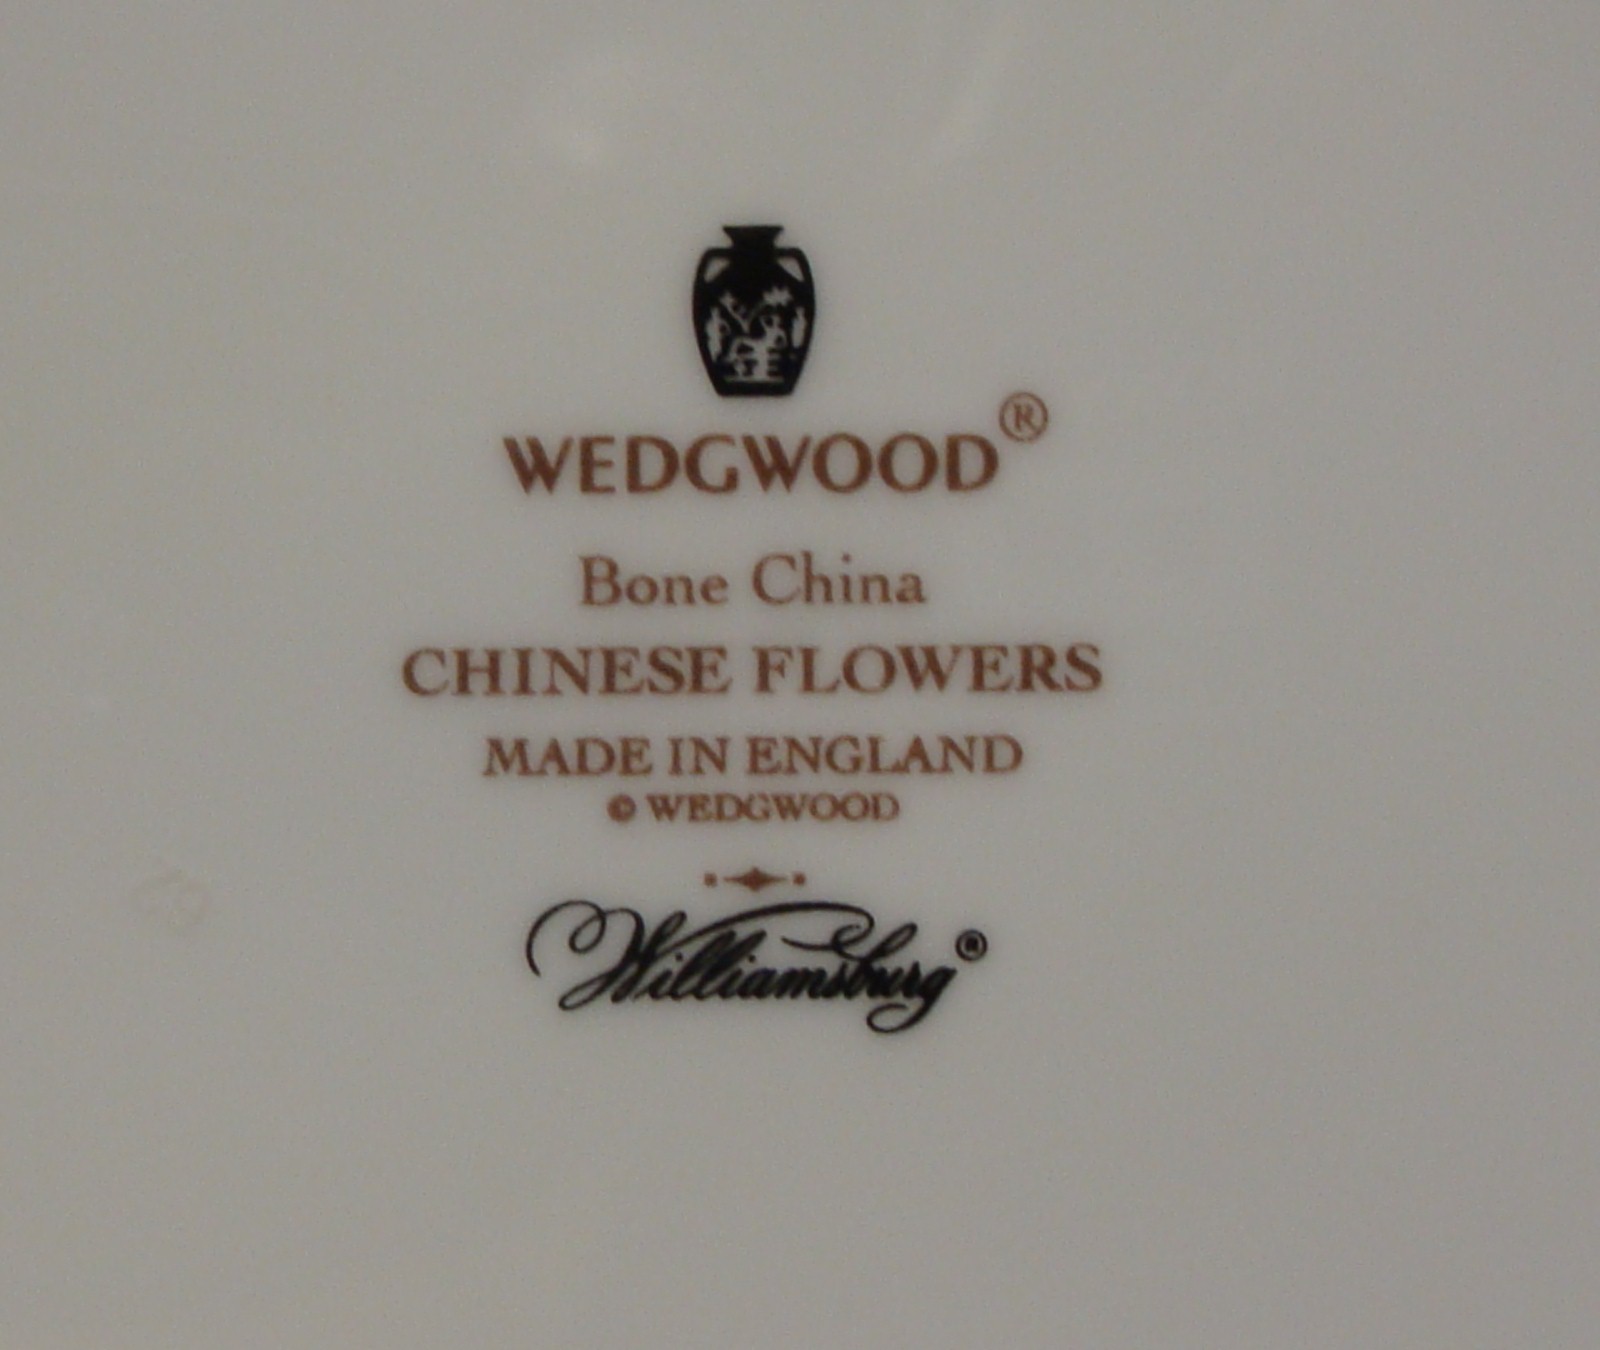 WEDGWOOD®
Bone China
CHINESE FLOWERS
MADE IN ENGLAND
© WEDGWOOD
Williamsburg®